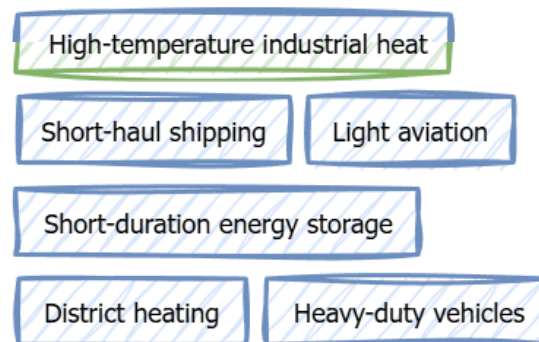 High-temperature industrial heat
Short-haul shipping Light aviation
Short-duration energy storage
District heating Heavy-duty vehicles